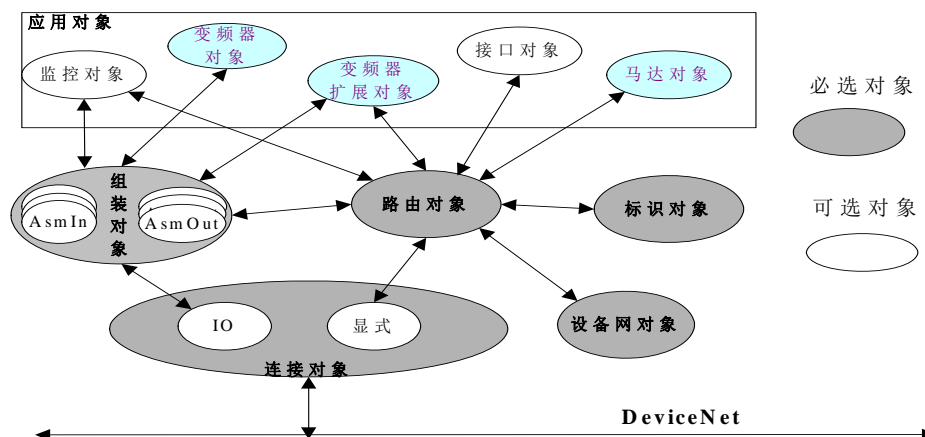 应用对象
变频器
对象
接口对象
监控对象
变频器
扩展对象
马达对象
必选对象
组装对象
AsmIn
AsmOut
路由对象
标识对象
可选对象
IO
显式
设备网对象
连接对象
DeviceNet